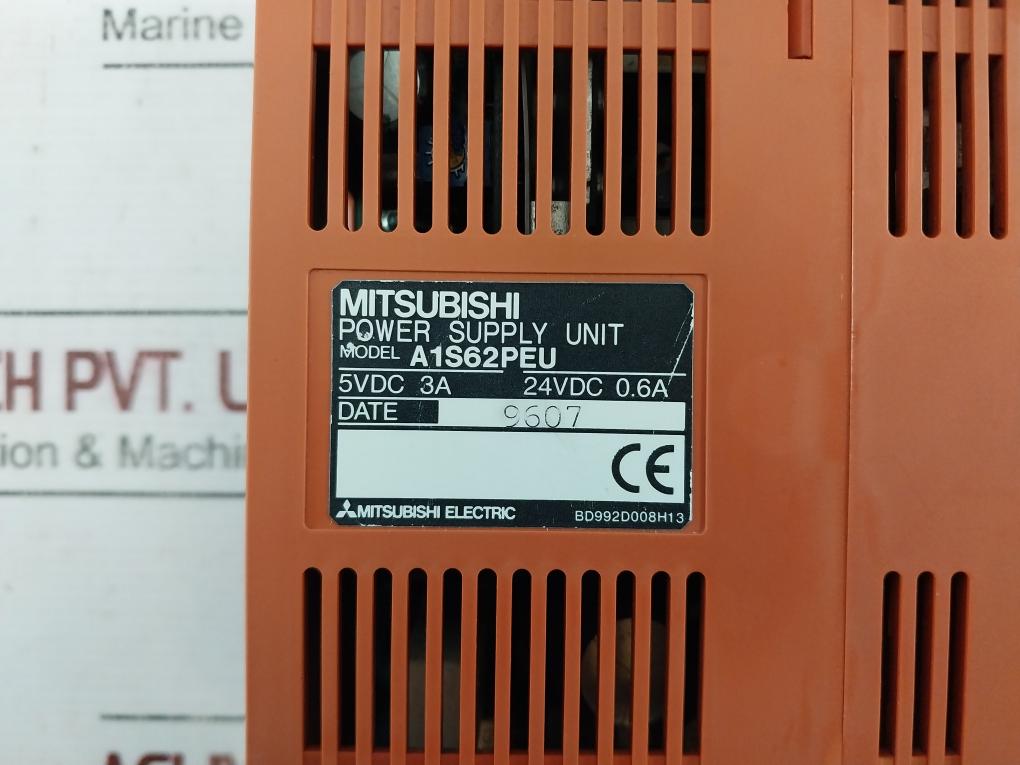 Marine
CH PVT.
ion & Machi
MITSUBISHI
POWER SUPPLY UNIT
MODEL A1S62PEU
5VDC 3A 24VDC 0.6A
DATE 9607
CE
MITSUBISHI ELECTRIC BD992D008H13